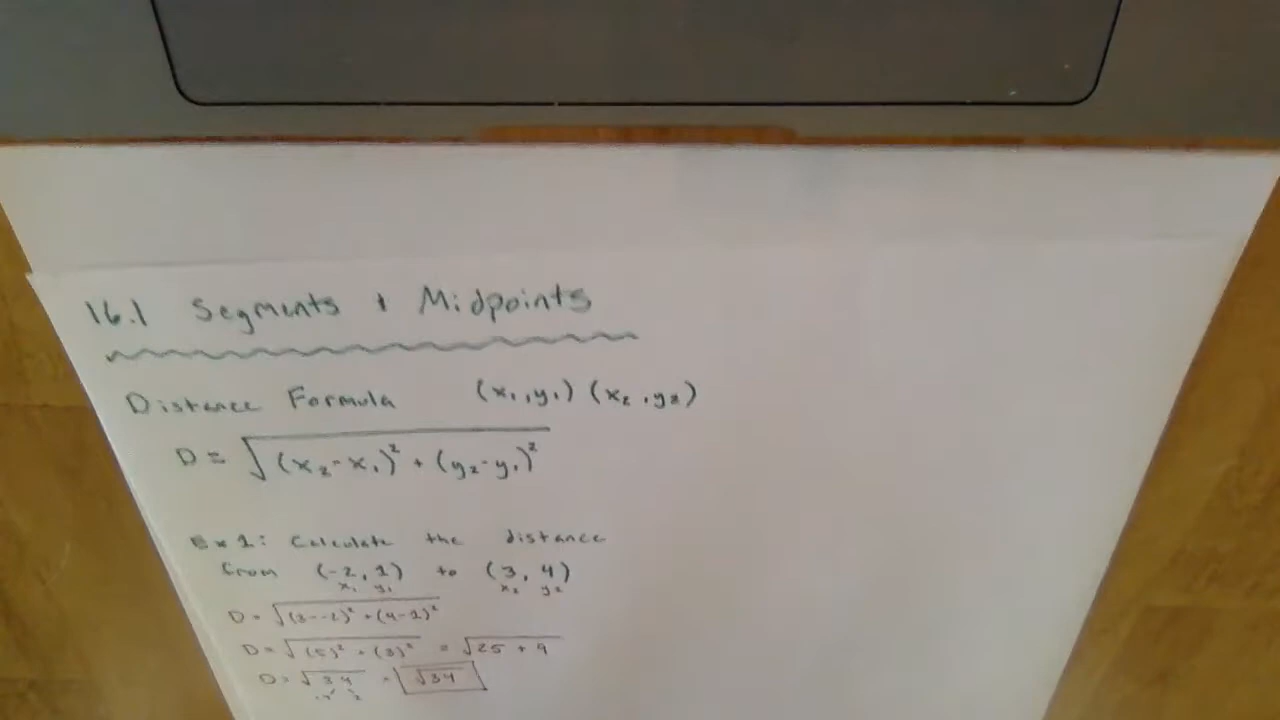 16.1 Segments + Midpoints
Distance Formula (x₁,y₁) (x₂,y₂)
D = √(x₂-x₁)² + (y₂-y₁)²
Ex 1: Calculate the distance
from (-2, 1) to (3, 4)
x₁ y₁ x₂ y₂
D = √(3--2)² + (4-1)²
D = √(5)² + (3)² = √25 + 9
D = √34 = √34